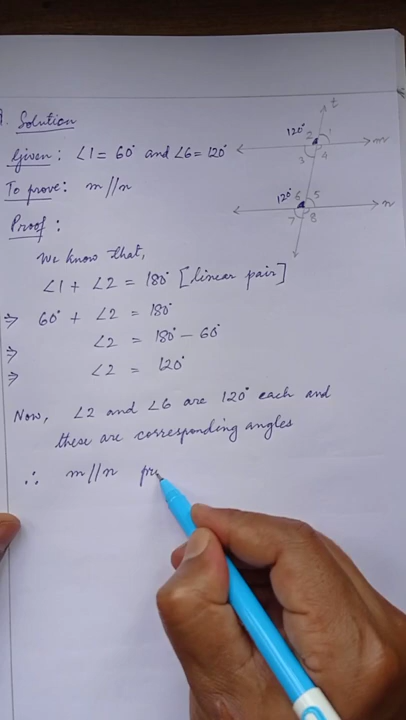 1. Solution
Given: ∠1 = 60° and ∠6 = 120°
To prove: m//n
Proof:
We know that,
∠1 + ∠2 = 180° [linear pair]
⇒ 60° + ∠2 = 180°
⇒ ∠2 = 180° - 60°
⇒ ∠2 = 120°
Now, ∠2 and ∠6 are 120° each and
these are corresponding angles
∴ m//n
t
120° 2 1
m
3 4
120° 6 5
n
7 8